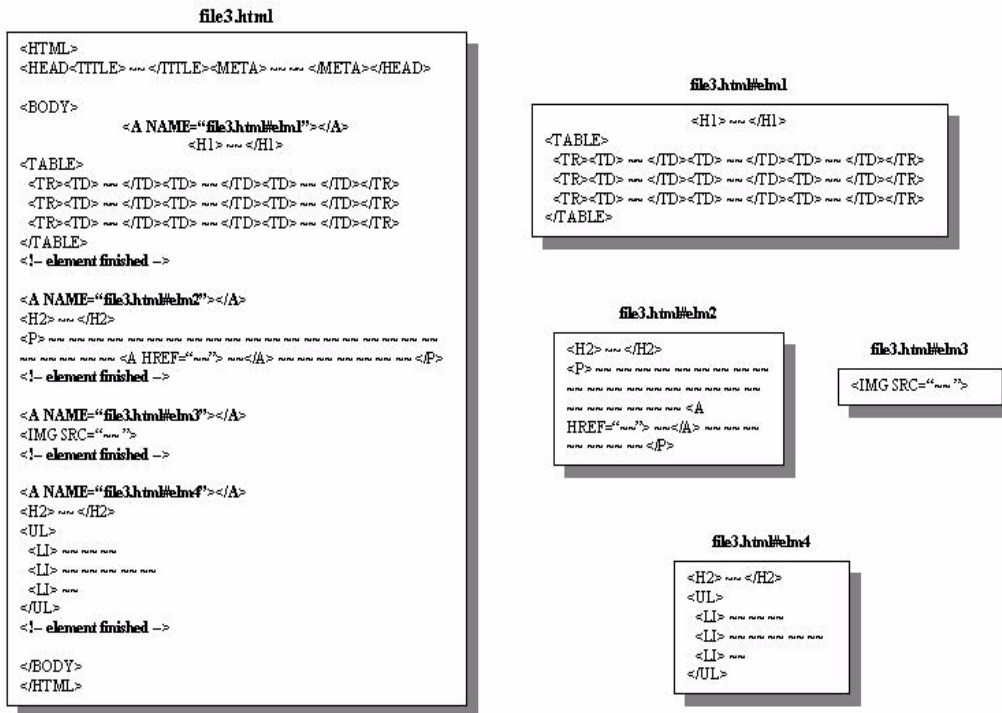 file3.html
<HTML>
<HEAD<TITLE> ~~ </TITLE><META> ~~ ~~ </META></HEAD>
<BODY>
<A NAME=“file3.html#elm1”></A>
<H1> ~~ </H1>
<TABLE>
<TR><TD> ~~ </TD><TD> ~~ </TD><TD> ~~ </TD></TR>
<TR><TD> ~~ </TD><TD> ~~ </TD><TD> ~~ </TD></TR>
<TR><TD> ~~ </TD><TD> ~~ </TD><TD> ~~ </TD></TR>
</TABLE>
<!-- element finished -->
<A NAME=“file3.html#elm2”></A>
<H2> ~~ </H2>
<P> ~~ ~~ ~~ ~~ ~~ ~~ ~~ ~~ ~~ ~~ ~~ ~~ ~~ ~~ ~~ ~~ ~~ ~~ ~~ ~~
~~ ~~ ~~ ~~ ~~ ~~ <A HREF=“~~”> ~~</A> ~~ ~~ ~~ ~~ ~~ ~~ ~~ ~~</P>
<!-- element finished -->
<A NAME=“file3.html#elm3”></A>
<IMG SRC=“~~ ”>
<!-- element finished -->
<A NAME=“file3.html#elm4”></A>
<H2> ~~ </H2>
<UL>
<LI> ~~ ~~ ~~ ~~
<LI> ~~ ~~ ~~ ~~ ~~ ~~ ~~
<LI> ~~
</UL>
<!-- element finished -->
</BODY>
</HTML>
file3.html#elm1
<H1> ~~ </H1>
<TABLE>
<TR><TD> ~~ </TD><TD> ~~ </TD><TD> ~~ </TD></TR>
<TR><TD> ~~ </TD><TD> ~~ </TD><TD> ~~ </TD></TR>
<TR><TD> ~~ </TD><TD> ~~ </TD><TD> ~~ </TD></TR>
</TABLE>
file3.html#elm2
<H2> ~~ </H2>
<P> ~~ ~~ ~~ ~~ ~~ ~~ ~~ ~~ ~~
~~ ~~ ~~ ~~ ~~ ~~ ~~ ~~ ~~ ~~
~~ ~~ ~~ ~~ ~~ ~~ <A
HREF=“~~”> ~~</A> ~~ ~~ ~~ ~~
~~ ~~ ~~ ~~</P>
file3.html#elm3
<IMG SRC=“~~ ”>
file3.html#elm4
<H2> ~~ </H2>
<UL>
<LI> ~~ ~~ ~~ ~~
<LI> ~~ ~~ ~~ ~~ ~~ ~~ ~~
<LI> ~~
</UL>